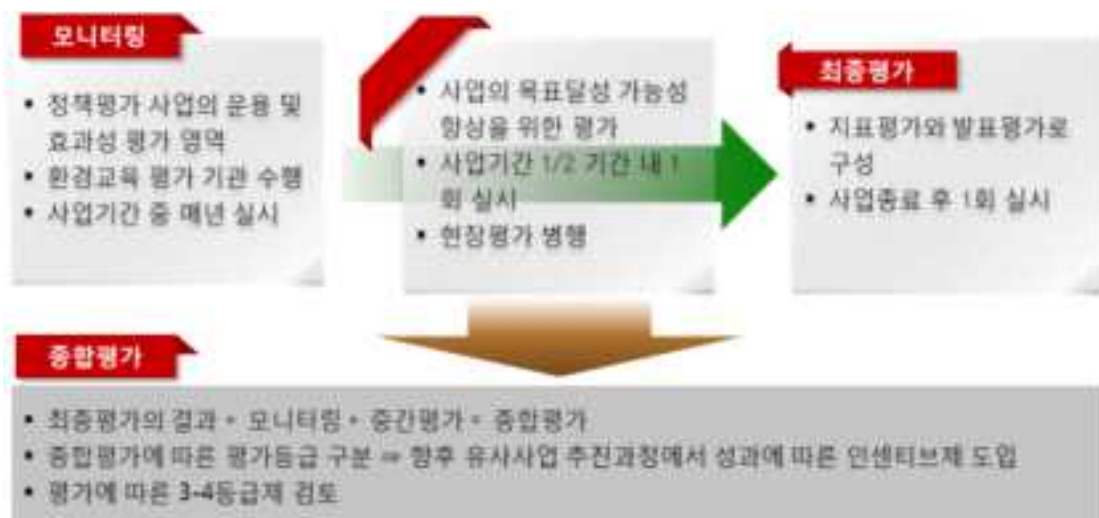 모니터링
• 정책평가 사업의 운용 및
효과성 평가 영역
• 환경교육 평가 기관 수행
• 사업기간 중 매년 실시
• 사업의 목표달성 가능성
향상을 위한 평가
• 사업기간 1/2 기간 내 1
회 실시
• 현장평가 병행
최종평가
• 지표평가와 발표평가로
구성
• 사업종료 후 1회 실시
종합평가
• 최종평가의 결과 + 모니터링 + 중간평가 = 종합평가
• 종합평가에 따른 평가등급 구분 ⇒ 향후 유사사업 추진과정에서 성과에 따른 인센티브제 도입
• 평가에 따른 3-4등급제 검토